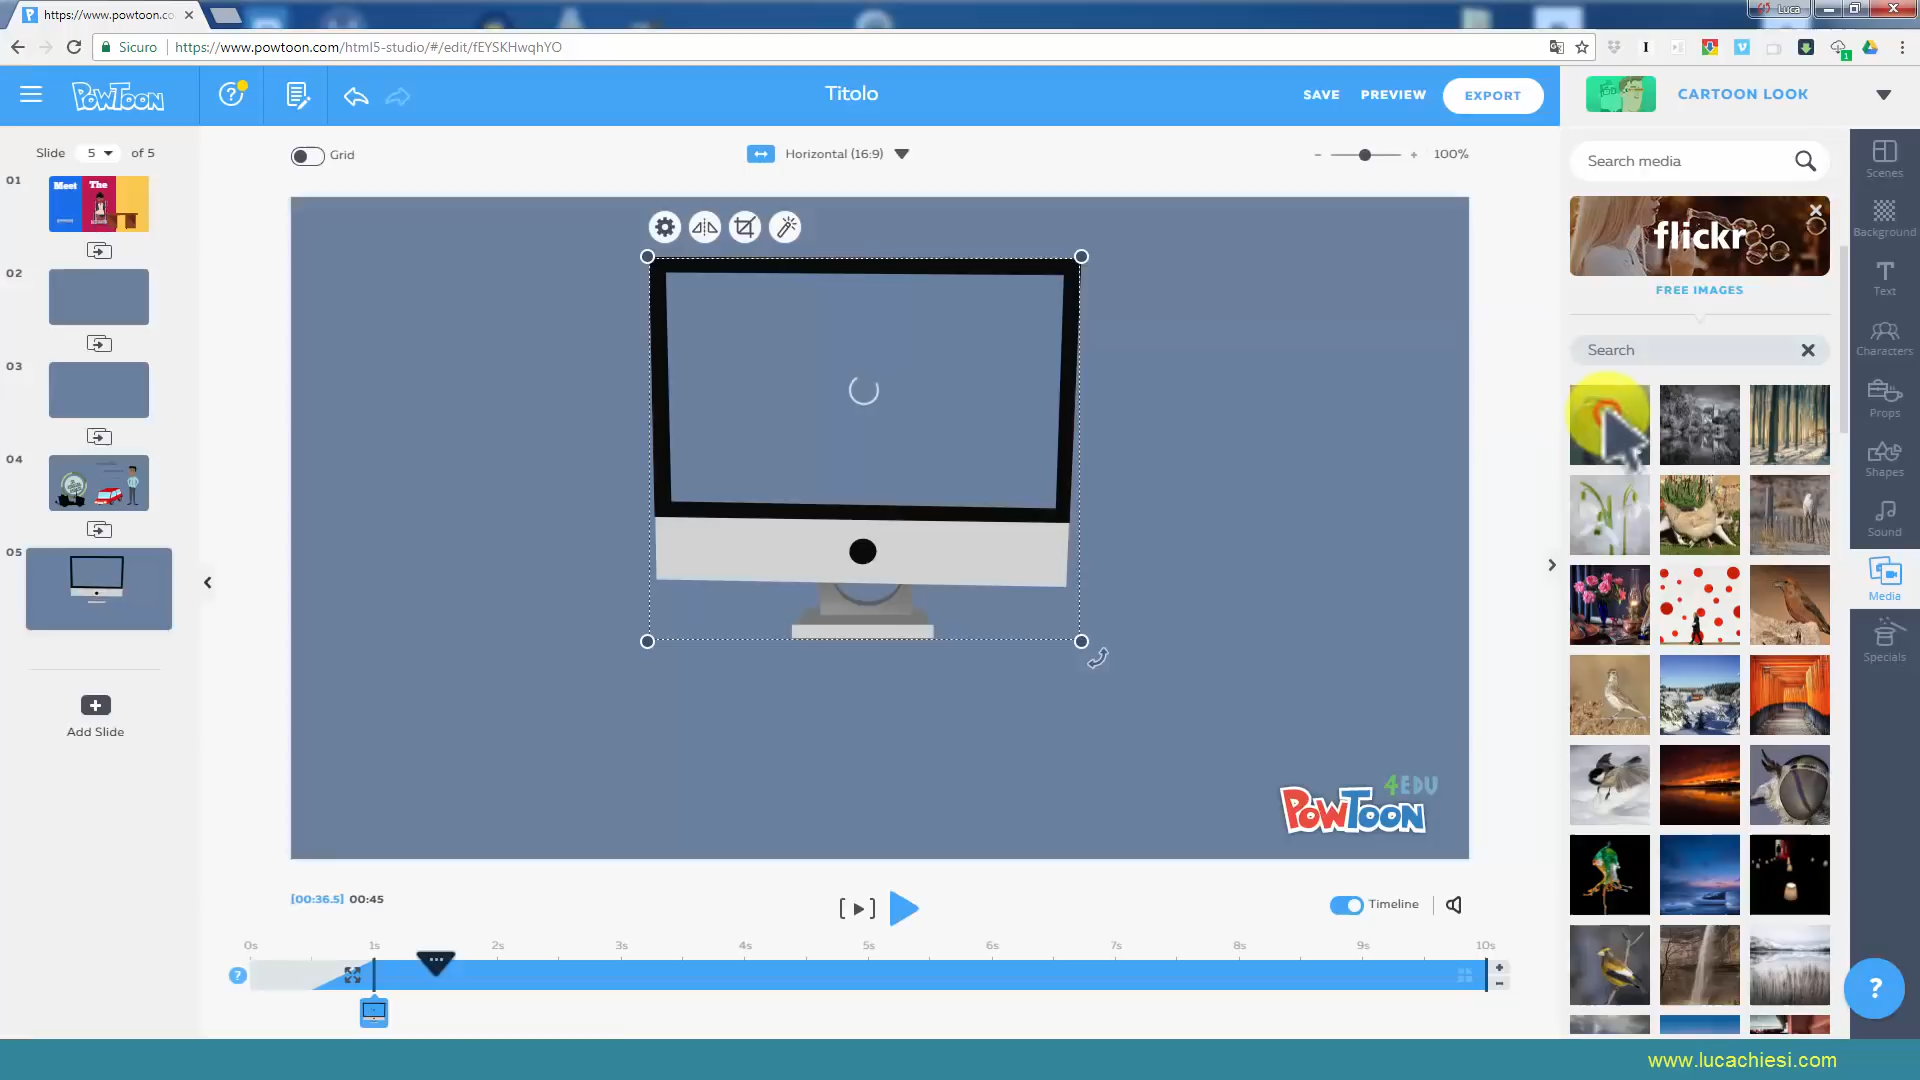 https://www.powtoon.co
Luca
Sicuro
https://www.powtoon.com/html5-studio/#/edit/fEYSKHwqhYO
I
1
PowToon
?
Titolo
SAVE
PREVIEW
EXPORT
CARTOON LOOK
Slide 5 of 5
Grid
Horizontal (16:9)
- + 100%
Search media
flickr
FREE IMAGES
Search
Scenes
Background
Text
Characters
Props
Shapes
Sound
Media
Specials
01
Meet The
02
03
04
05
Add Slide
4EDU
PowToon
[00:36.5] 00:45
Timeline
0s 1s 2s 3s 4s 5s 6s 7s 8s 9s 10s
?
?
www.lucachiesi.com